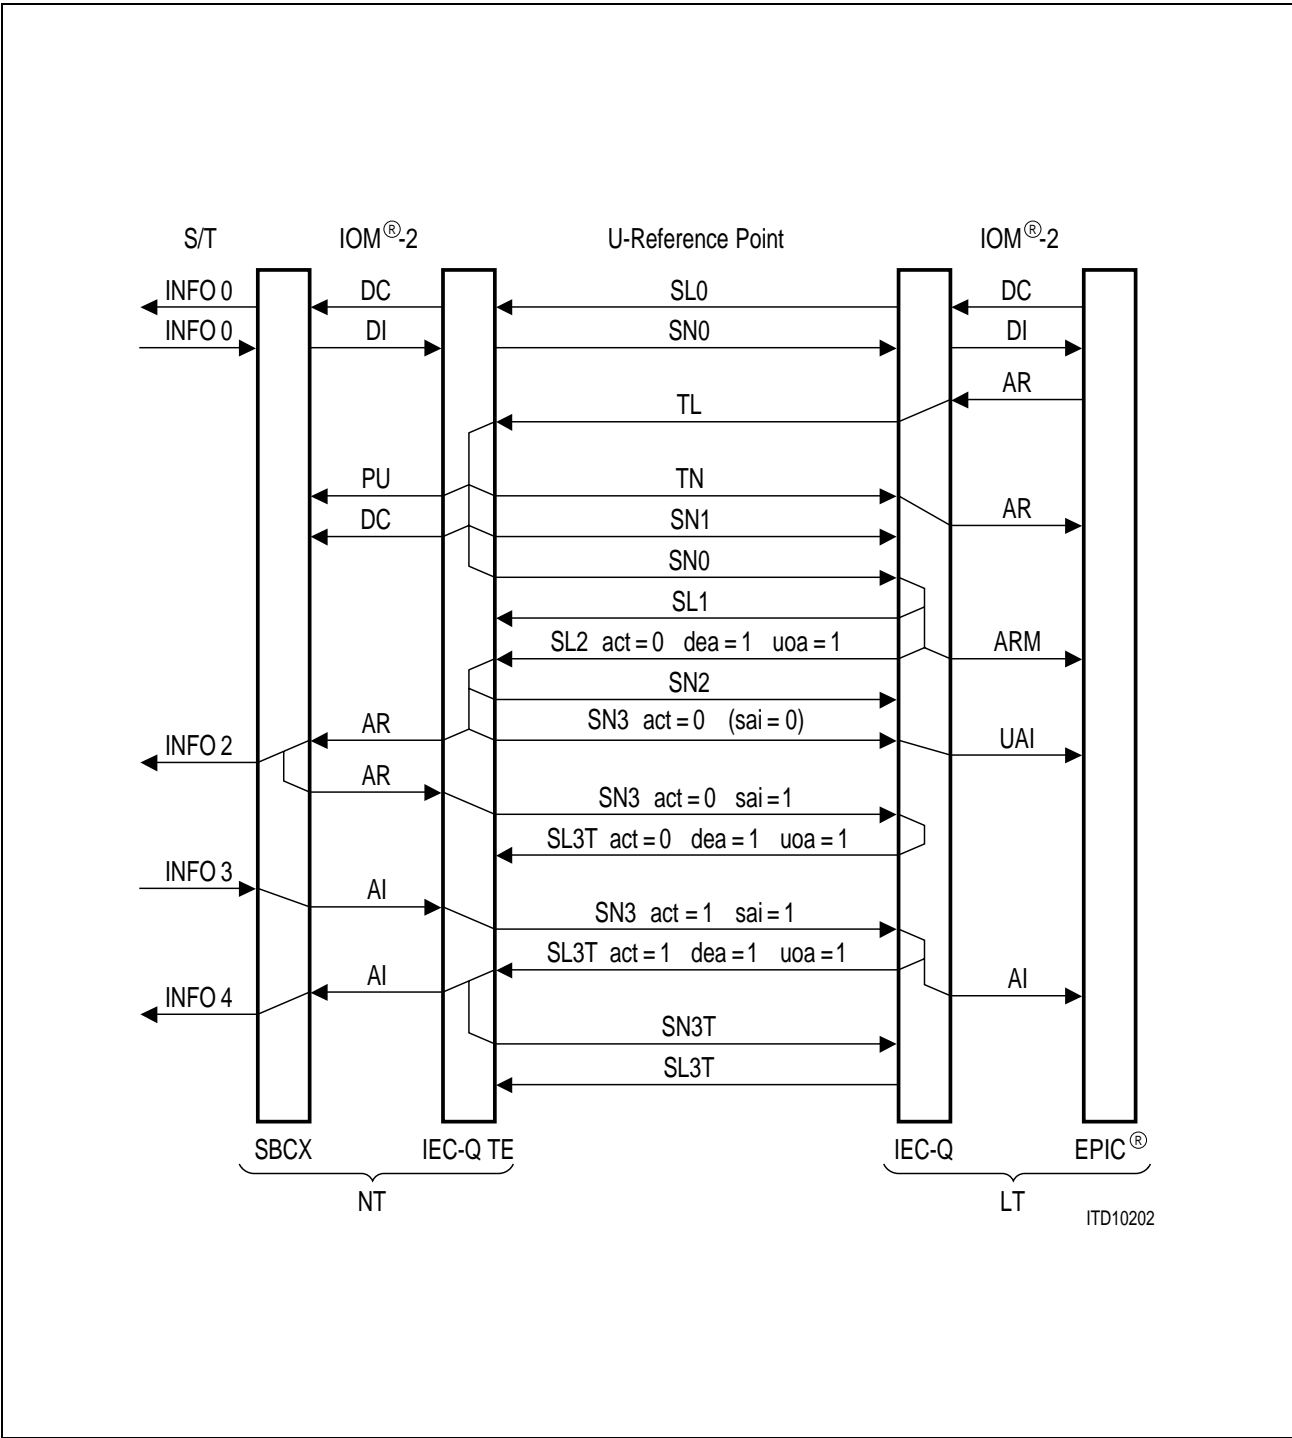 S/T IOM®-2 U-Reference Point IOM®-2
INFO 0 DC SL0 DC
INFO 0 DI SN0 DI
AR
TL
PU TN
AR
DC SN1
SN0
SL1
SL2 act = 0 dea = 1 uoa = 1 ARM
SN2
AR SN3 act = 0 (sai = 0)
INFO 2 UAI
AR
SN3 act = 0 sai = 1
SL3T act = 0 dea = 1 uoa = 1
INFO 3
AI
SN3 act = 1 sai = 1
SL3T act = 1 dea = 1 uoa = 1
AI AI
INFO 4
SN3T
SL3T
SBCX IEC-Q TE IEC-Q EPIC®
NT LT
ITD10202